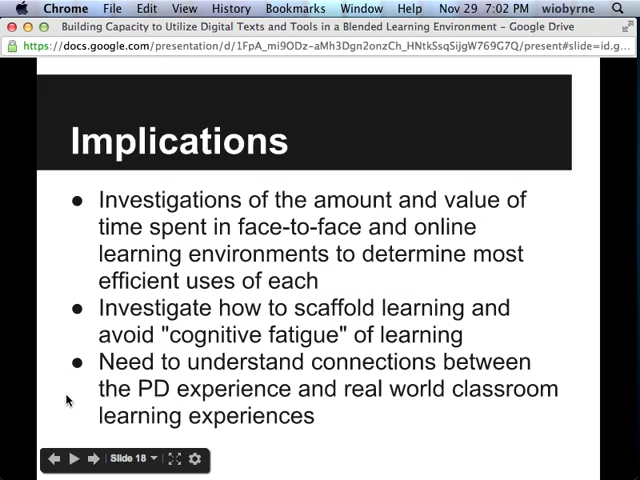 Chrome File Edit View History Bookmarks Window Help Nov 29 7:02 PM wiobyrne
Building Capacity to Utilize Digital Texts and Tools in a Blended Learning Environment - Google Drive
https://docs.google.com/presentation/d/1FpA_mi9ODz-aMh3Dgn2onzCh_HNtkSsqSijgW769G7Q/present#slide=id.g...
Implications
● Investigations of the amount and value of
time spent in face-to-face and online
learning environments to determine most
efficient uses of each
● Investigate how to scaffold learning and
avoid "cognitive fatigue" of learning
● Need to understand connections between
the PD experience and real world classroom
learning experiences
Slide 18